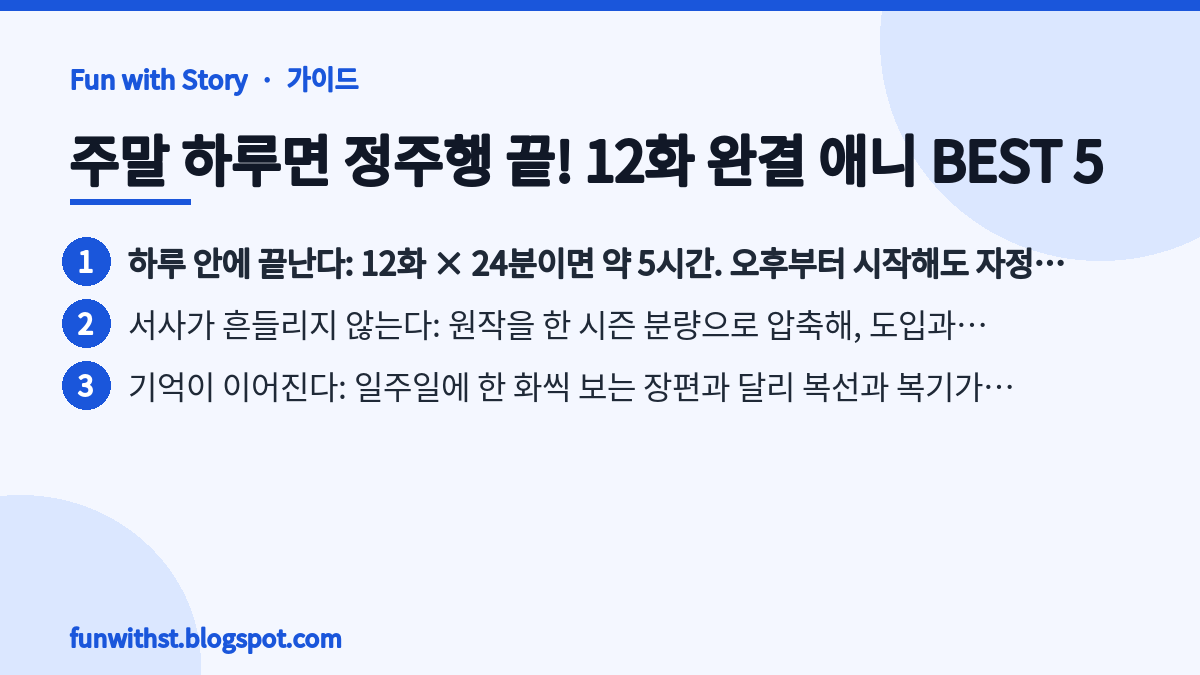 Fun with Story · 가이드
주말 하루면 정주행 끝! 12화 완결 애니 BEST 5
1 하루 안에 끝난다: 12화 × 24분이면 약 5시간. 오후부터 시작해도 자정…
2 서사가 흔들리지 않는다: 원작을 한 시즌 분량으로 압축해, 도입과…
3 기억이 이어진다: 일주일에 한 화씩 보는 장편과 달리 복선과 복기가…
funwithst.blogspot.com